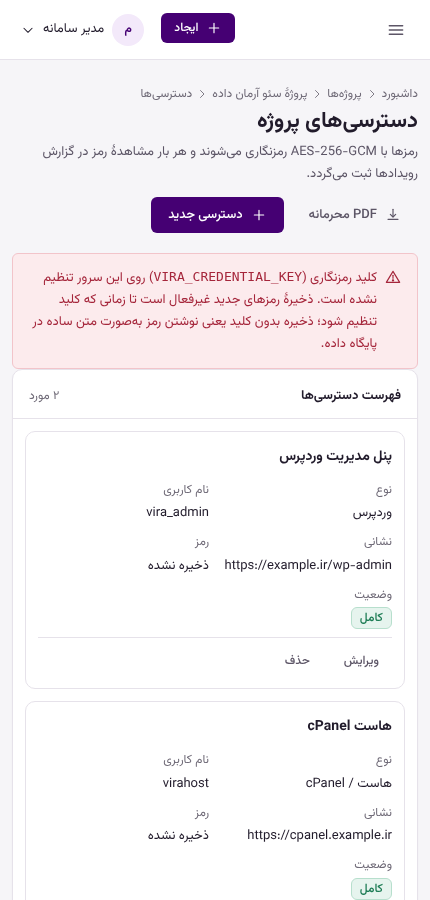 ایجاد
م
مدیر سامانه
داشبورد
پروژه‌ها
پروژهٔ سئو آرمان داده
دسترسی‌ها
دسترسی‌های پروژه
رمزها با AES-256-GCM رمزنگاری می‌شوند و هر بار مشاهدهٔ رمز در گزارش
رویدادها ثبت می‌گردد.
PDF محرمانه
دسترسی جدید
کلید رمزنگاری (VIRA_CREDENTIAL_KEY) روی این سرور تنظیم
نشده است. ذخیرهٔ رمزهای جدید غیرفعال است تا زمانی که کلید
تنظیم شود؛ ذخیره بدون کلید یعنی نوشتن رمز به‌صورت متن ساده در
پایگاه داده.
فهرست دسترسی‌ها
۲ مورد
پنل مدیریت وردپرس
نوع
نام کاربری
وردپرس
vira_admin
نشانی
رمز
https://example.ir/wp-admin
ذخیره نشده
وضعیت
کامل
ویرایش
حذف
هاست cPanel
نوع
نام کاربری
هاست / cPanel
virahost
نشانی
رمز
https://cpanel.example.ir
ذخیره نشده
وضعیت
کامل